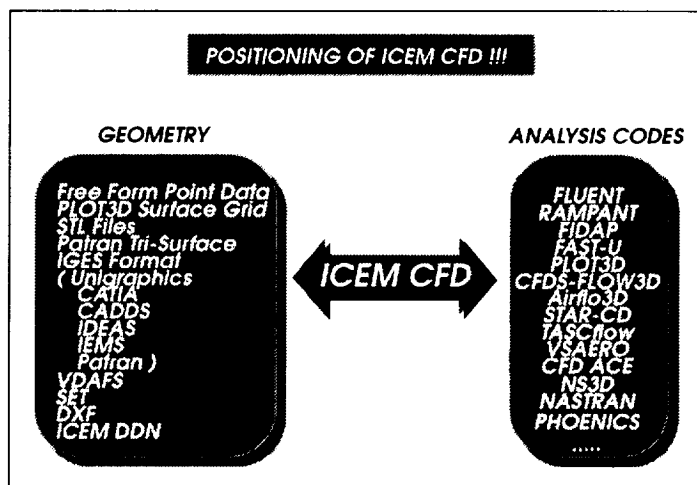 POSITIONING OF ICEM CFD !!!
GEOMETRY
Free Form Point Data
PLOT3D Surface Grid
STL Files
Patran Tri-Surface
IGES Format
( Unigraphics
CATIA
CADDS
IDEAS
IEMS
Patran )
VDAFS
SET
DXF
ICEM DDN
ICEM CFD
ANALYSIS CODES
FLUENT
RAMPANT
FIDAP
FAST-U
PLOT3D
CFDS-FLOW3D
Airflo3D
STAR-CD
TASCflow
VSAERO
CFD ACE
NS3D
NASTRAN
PHOENICS
.....